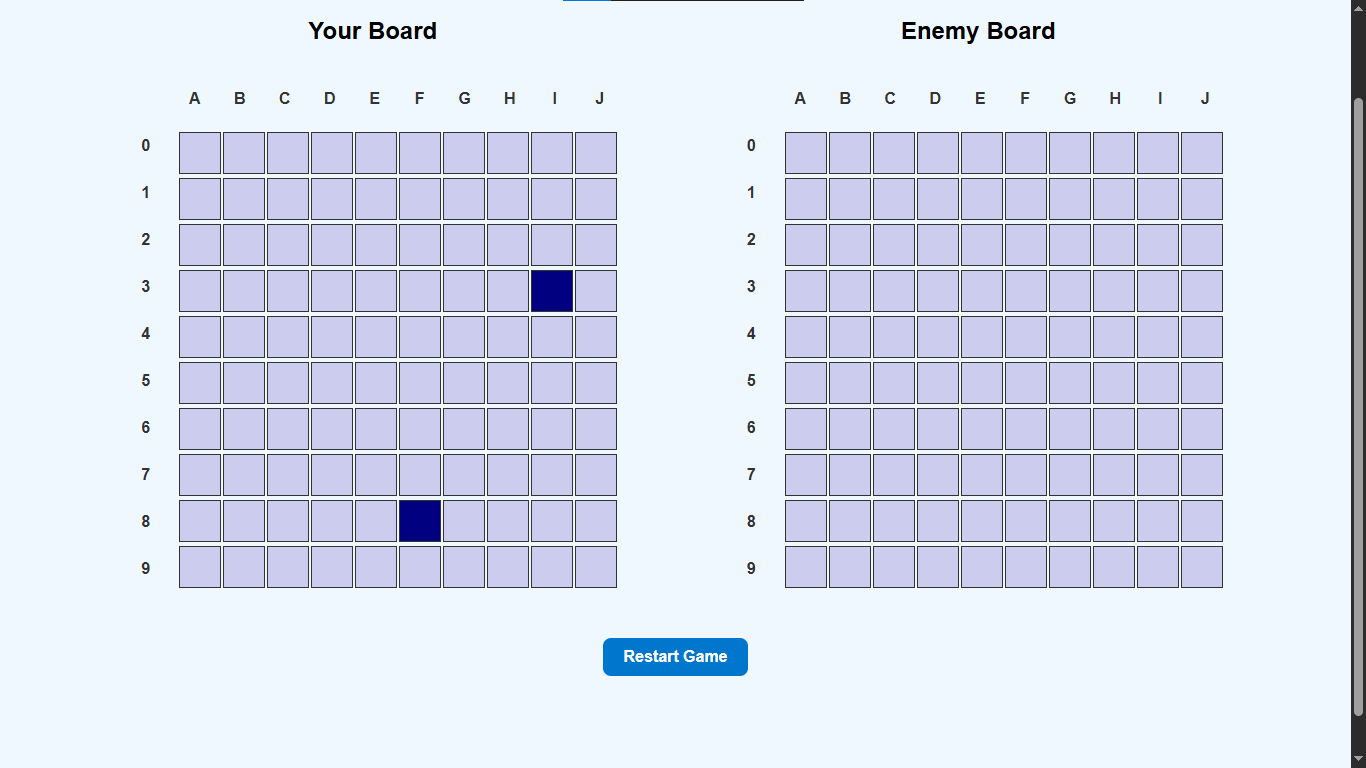 Your Board
Enemy Board
A B C D E F G H I J
A B C D E F G H I J
0 0
1 1
2 2
3 3
4 4
5 5
6 6
7 7
8 8
9 9
Restart Game